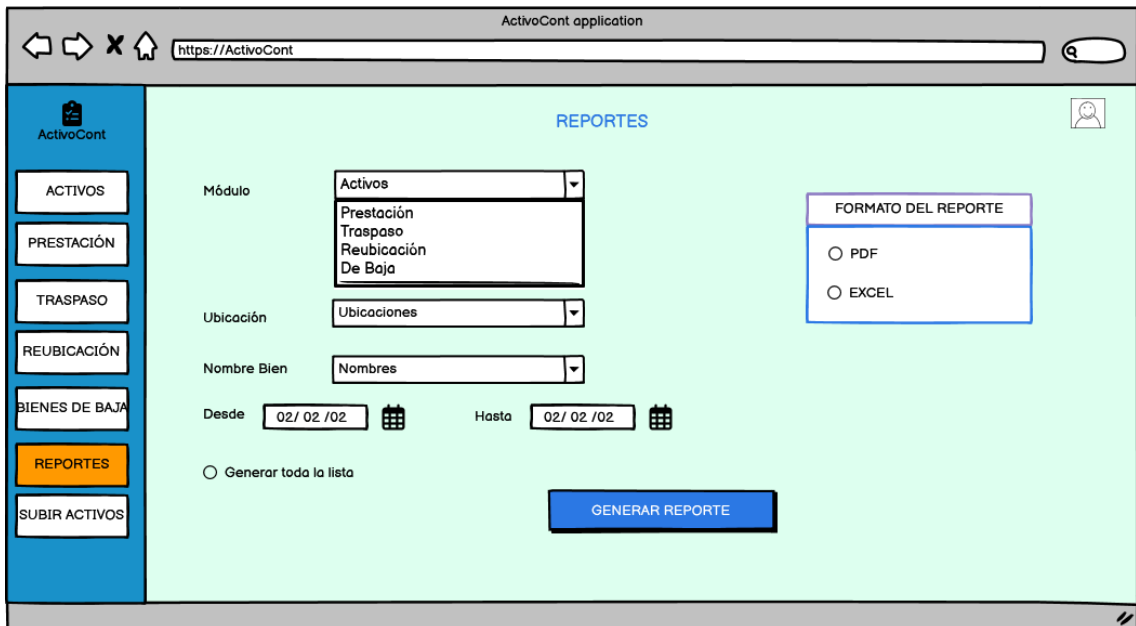 ActivoCont application
https://ActivoCont
ActivoCont
ACTIVOS
PRESTACIÓN
TRASPASO
REUBICACIÓN
BIENES DE BAJA
REPORTES
SUBIR ACTIVOS
REPORTES
Módulo
Activos
Prestación
Traspaso
Reubicación
De Baja
Ubicación
Ubicaciones
Nombre Bien
Nombres
Desde
02/ 02 /02
Hasta
02/ 02 /02
Generar toda la lista
FORMATO DEL REPORTE
PDF
EXCEL
GENERAR REPORTE